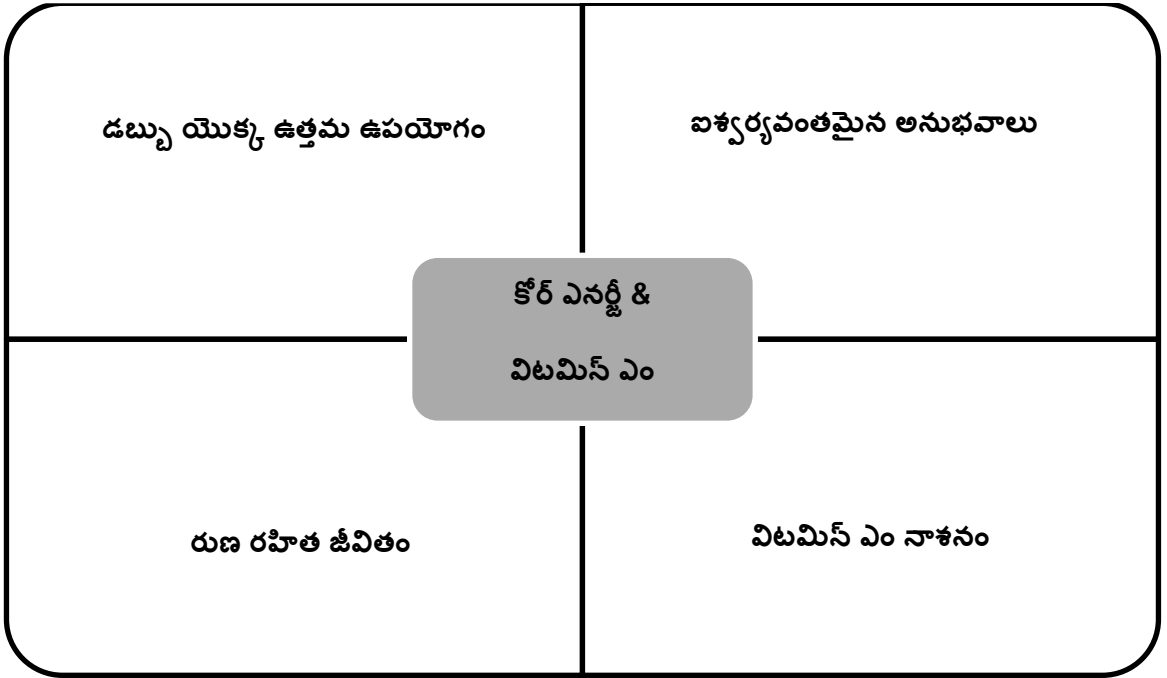 డబ్బు యొక్క ఉత్తమ ఉపయోగం
ఐశ్వర్యవంతమైన అనుభవాలు
కోర్ ఎనర్జీ &
విటమిస్ ఎం
రుణ రహిత జీవితం
విటమిస్ ఎం నాశనం